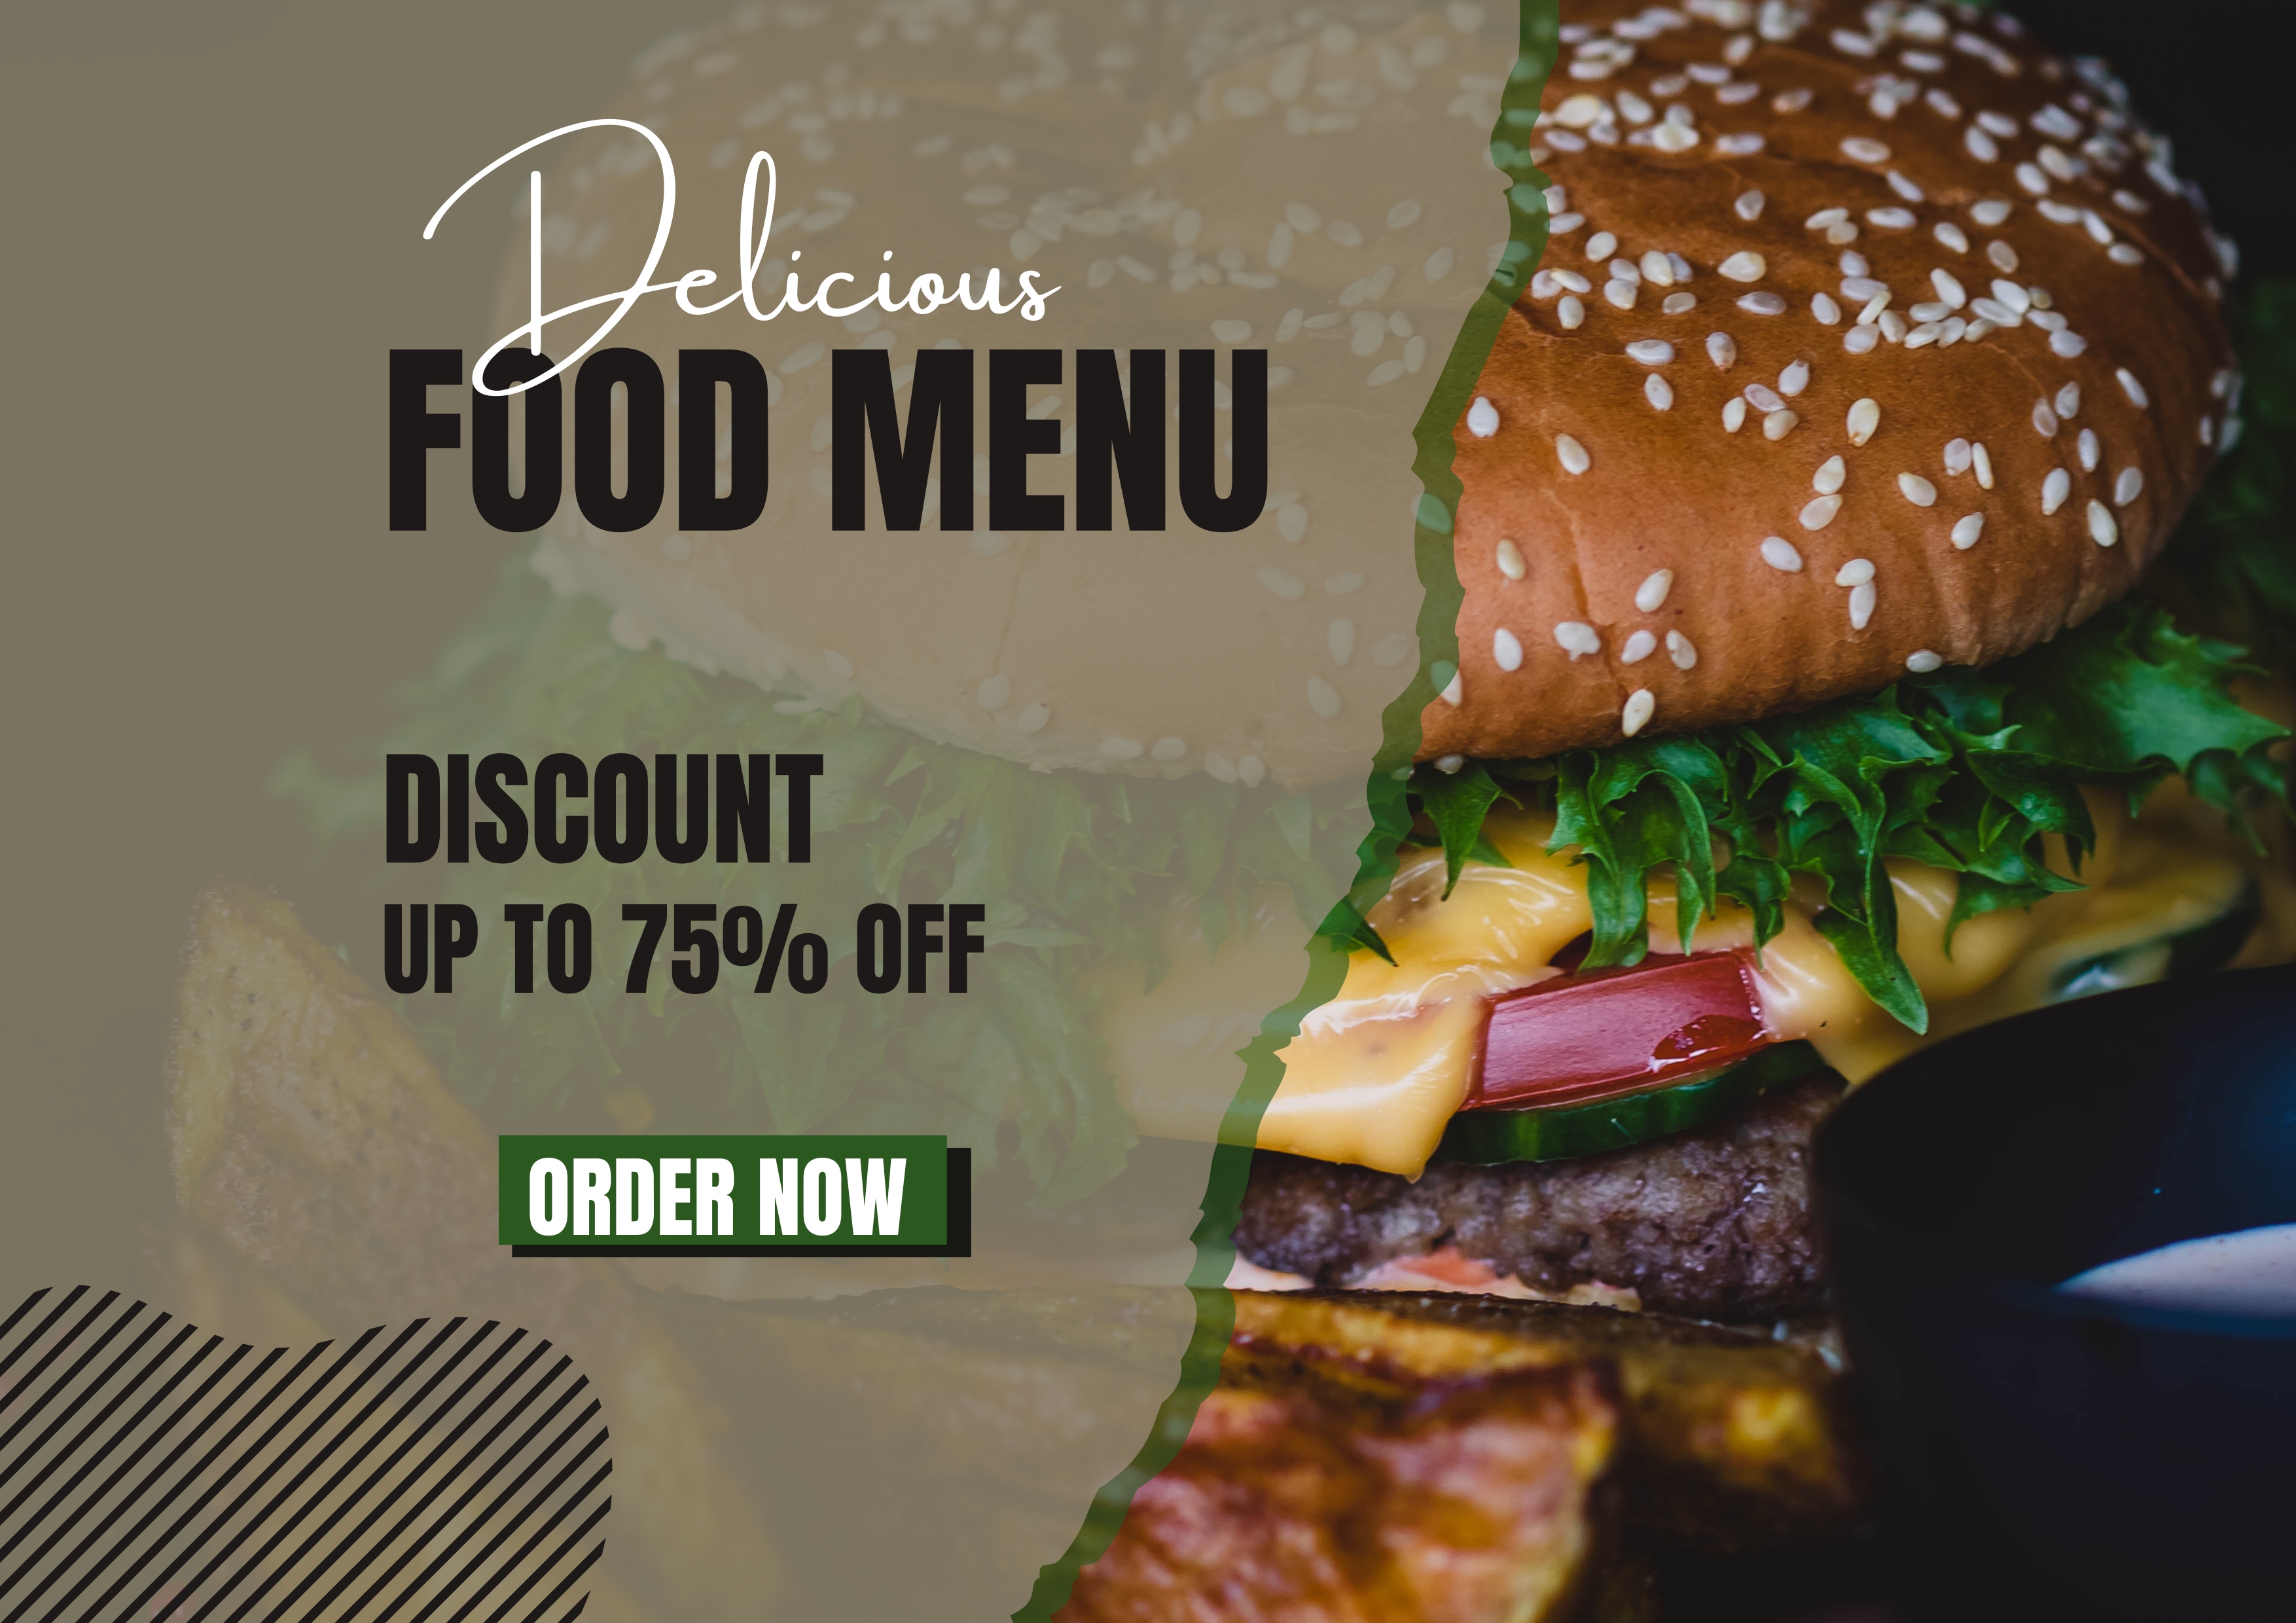 Delicious
FOOD MENU
DISCOUNT
UP TO 75% OFF
ORDER NOW